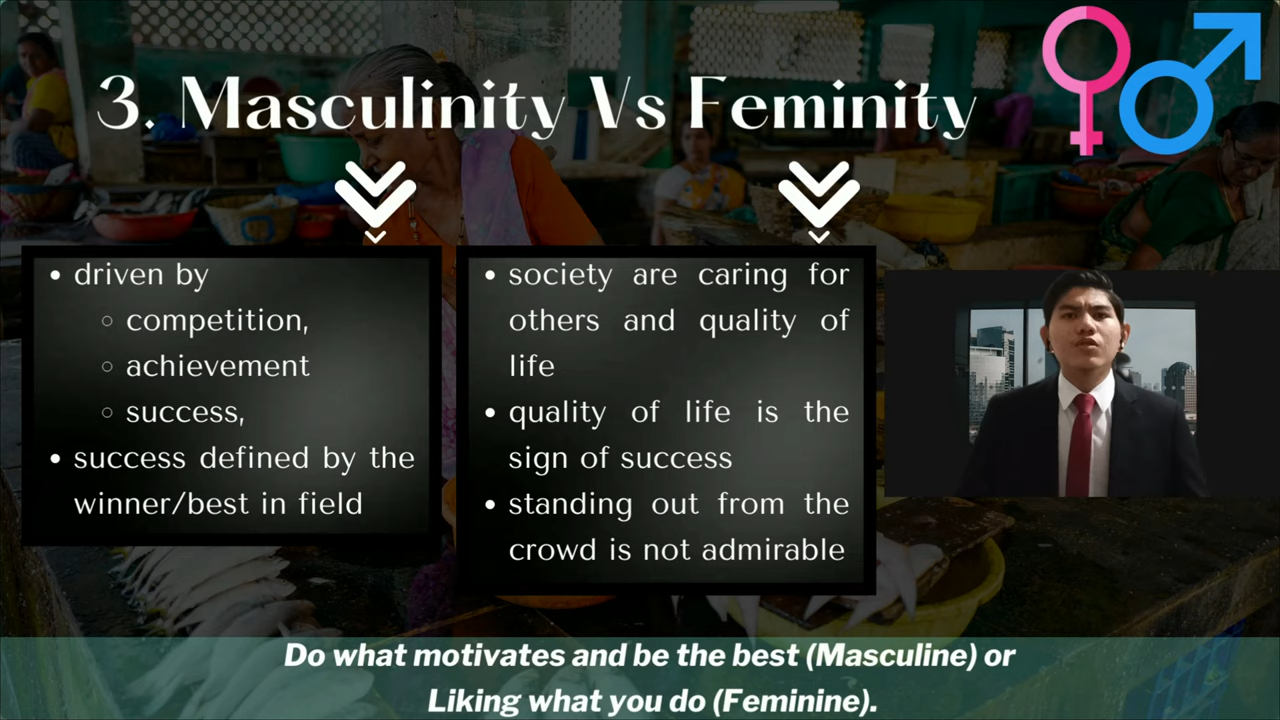 3. Masculinity Vs Feminity
driven by
competition,
achievement
success,
success defined by the
winner/best in field
society are caring for
others and quality of
life
quality of life is the
sign of success
standing out from the
crowd is not admirable
Do what motivates and be the best (Masculine) or
Liking what you do (Feminine).